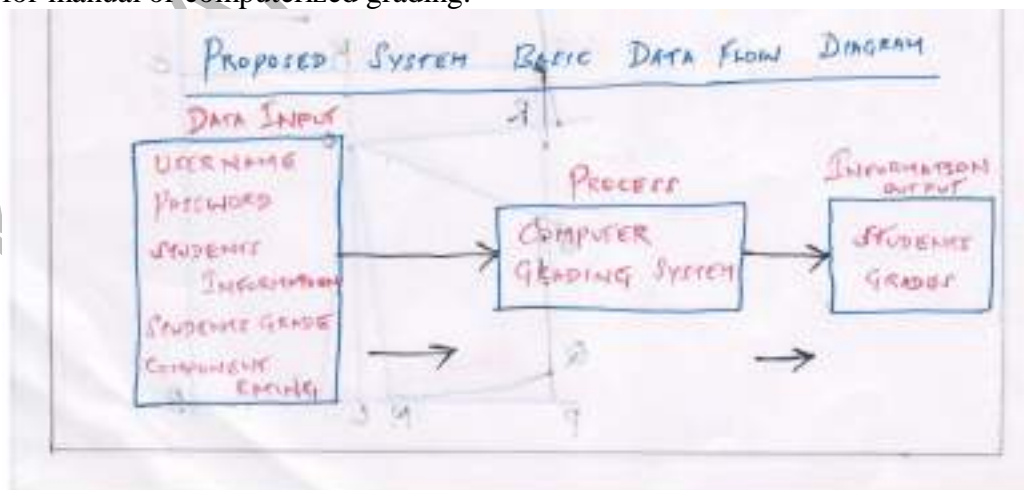 for manual or computerized grading.
PROPOSED SYSTEM BASIC DATA FLOW DIAGRAM
DATA INPUT
USERNAME
PASSWORD
STUDENTS
INFORMATION
STUDENTS GRADE
COMPONENT
PROCESS
COMPUTER
GRADING SYSTEM
INFORMATION
OUTPUT
STUDENTS
GRADES